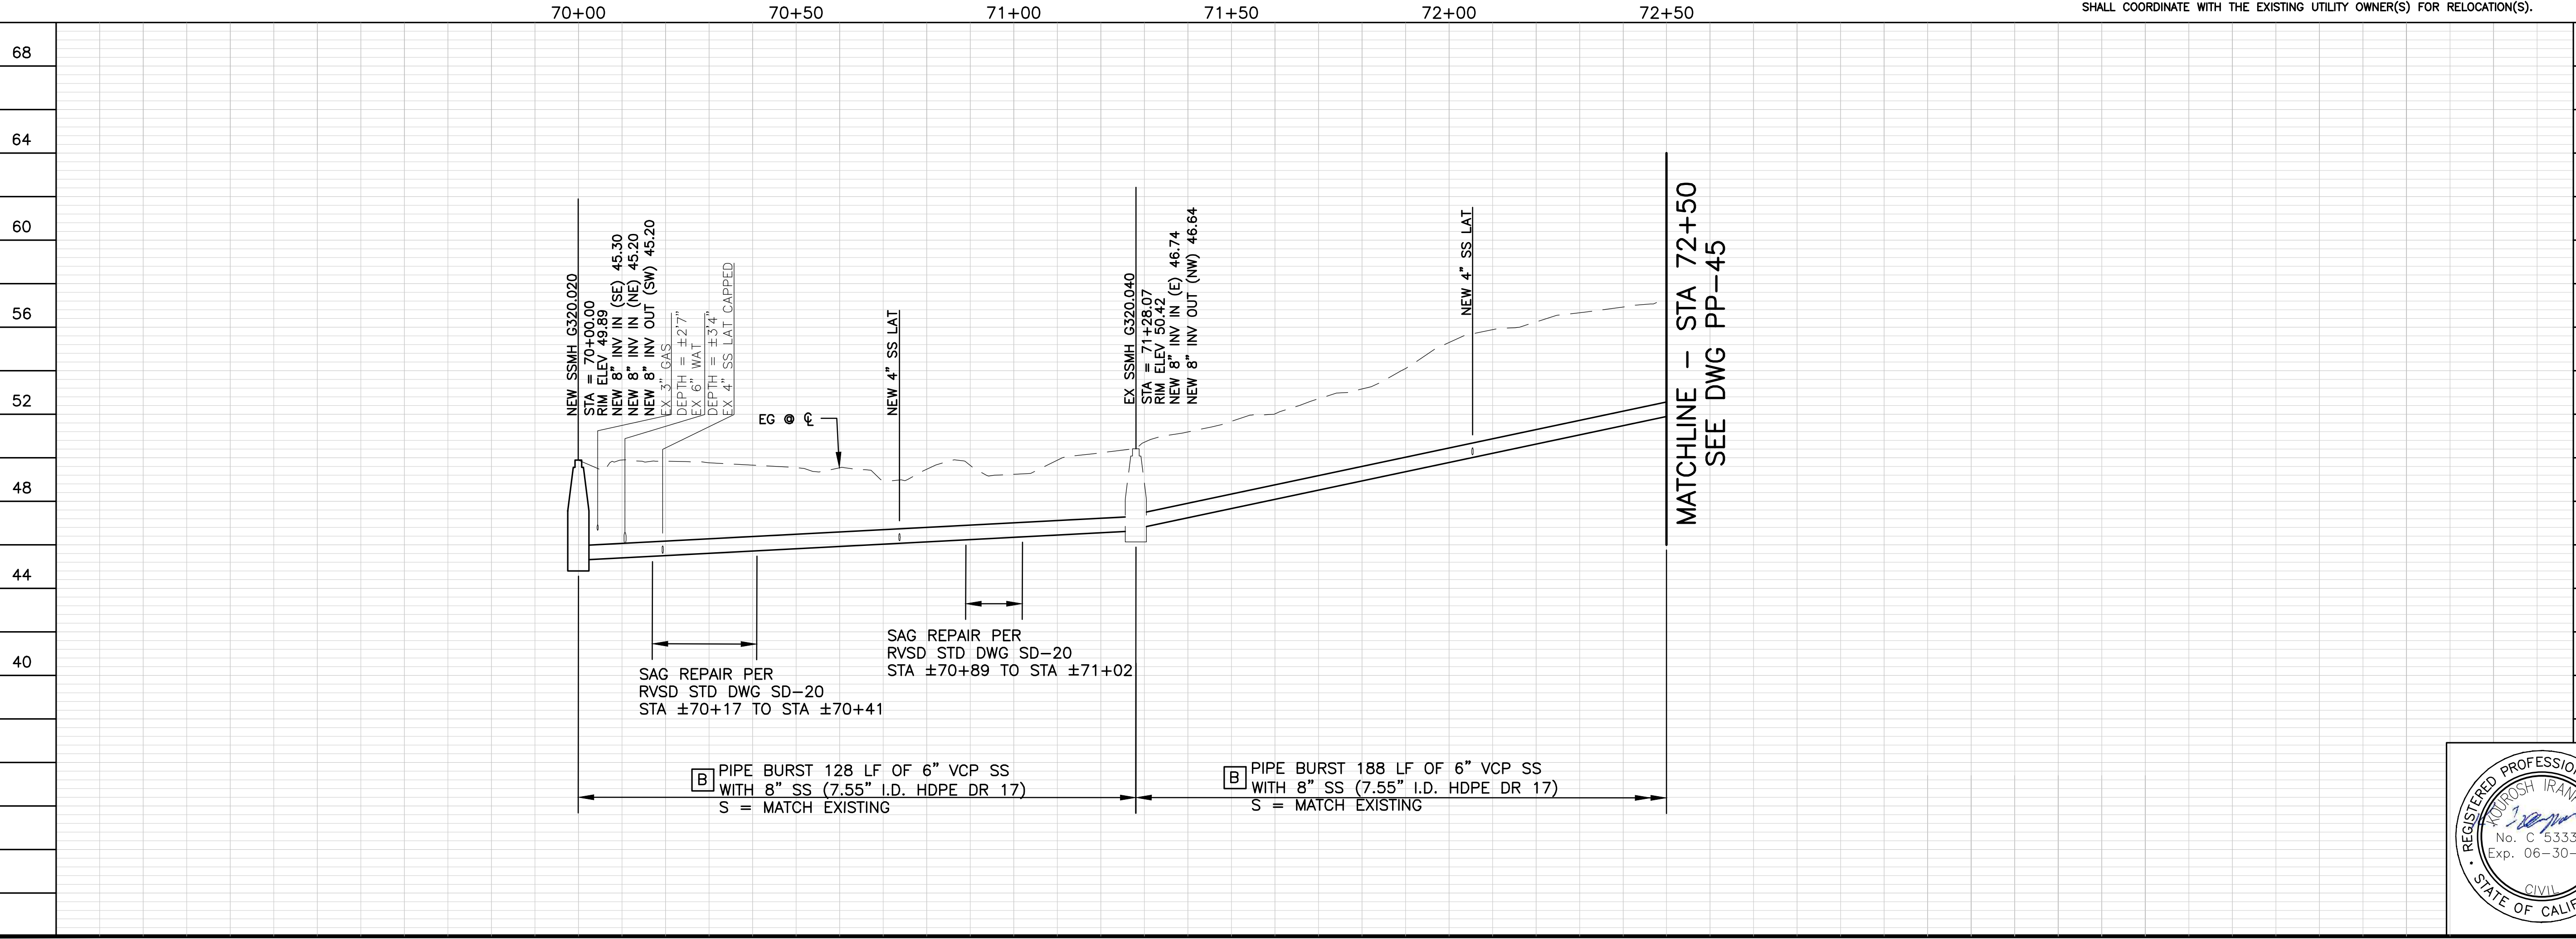 SHALL COORDINATE WITH THE EXISTING UTILITY OWNER(S) FOR RELOCATION(S).
70+00 70+50 71+00 71+50 72+00 72+50
68
64
60
56
52
48
44
40
NEW SSMH G320.020
STA = 70+00.00
RIM ELEV 49.89
NEW 8" INV IN (SE) 45.30
NEW 8" INV IN (NE) 45.20
NEW 8" INV OUT (SW) 45.20
EX 3" GAS
DEPTH = ±2'7"
EX 6" WAT
DEPTH = ±3'4"
EX 4" SS LAT CAPPED
EG @ ℄
NEW 4" SS LAT
EX SSMH G320.040
STA = 71+28.07
RIM ELEV 50.42
NEW 8" INV IN (E) 46.74
NEW 8" INV OUT (NW) 46.64
NEW 4" SS LAT
MATCHLINE - STA 72+50
SEE DWG PP-45
SAG REPAIR PER
RVSD STD DWG SD-20
STA ±70+17 TO STA ±70+41
SAG REPAIR PER
RVSD STD DWG SD-20
STA ±70+89 TO STA ±71+02
B PIPE BURST 128 LF OF 6" VCP SS
WITH 8" SS (7.55" I.D. HDPE DR 17)
S = MATCH EXISTING
B PIPE BURST 188 LF OF 6" VCP SS
WITH 8" SS (7.55" I.D. HDPE DR 17)
S = MATCH EXISTING
REGISTERED
KOUROSH
No. C 5333
Exp. 06-30-
CIVIL
STATE OF